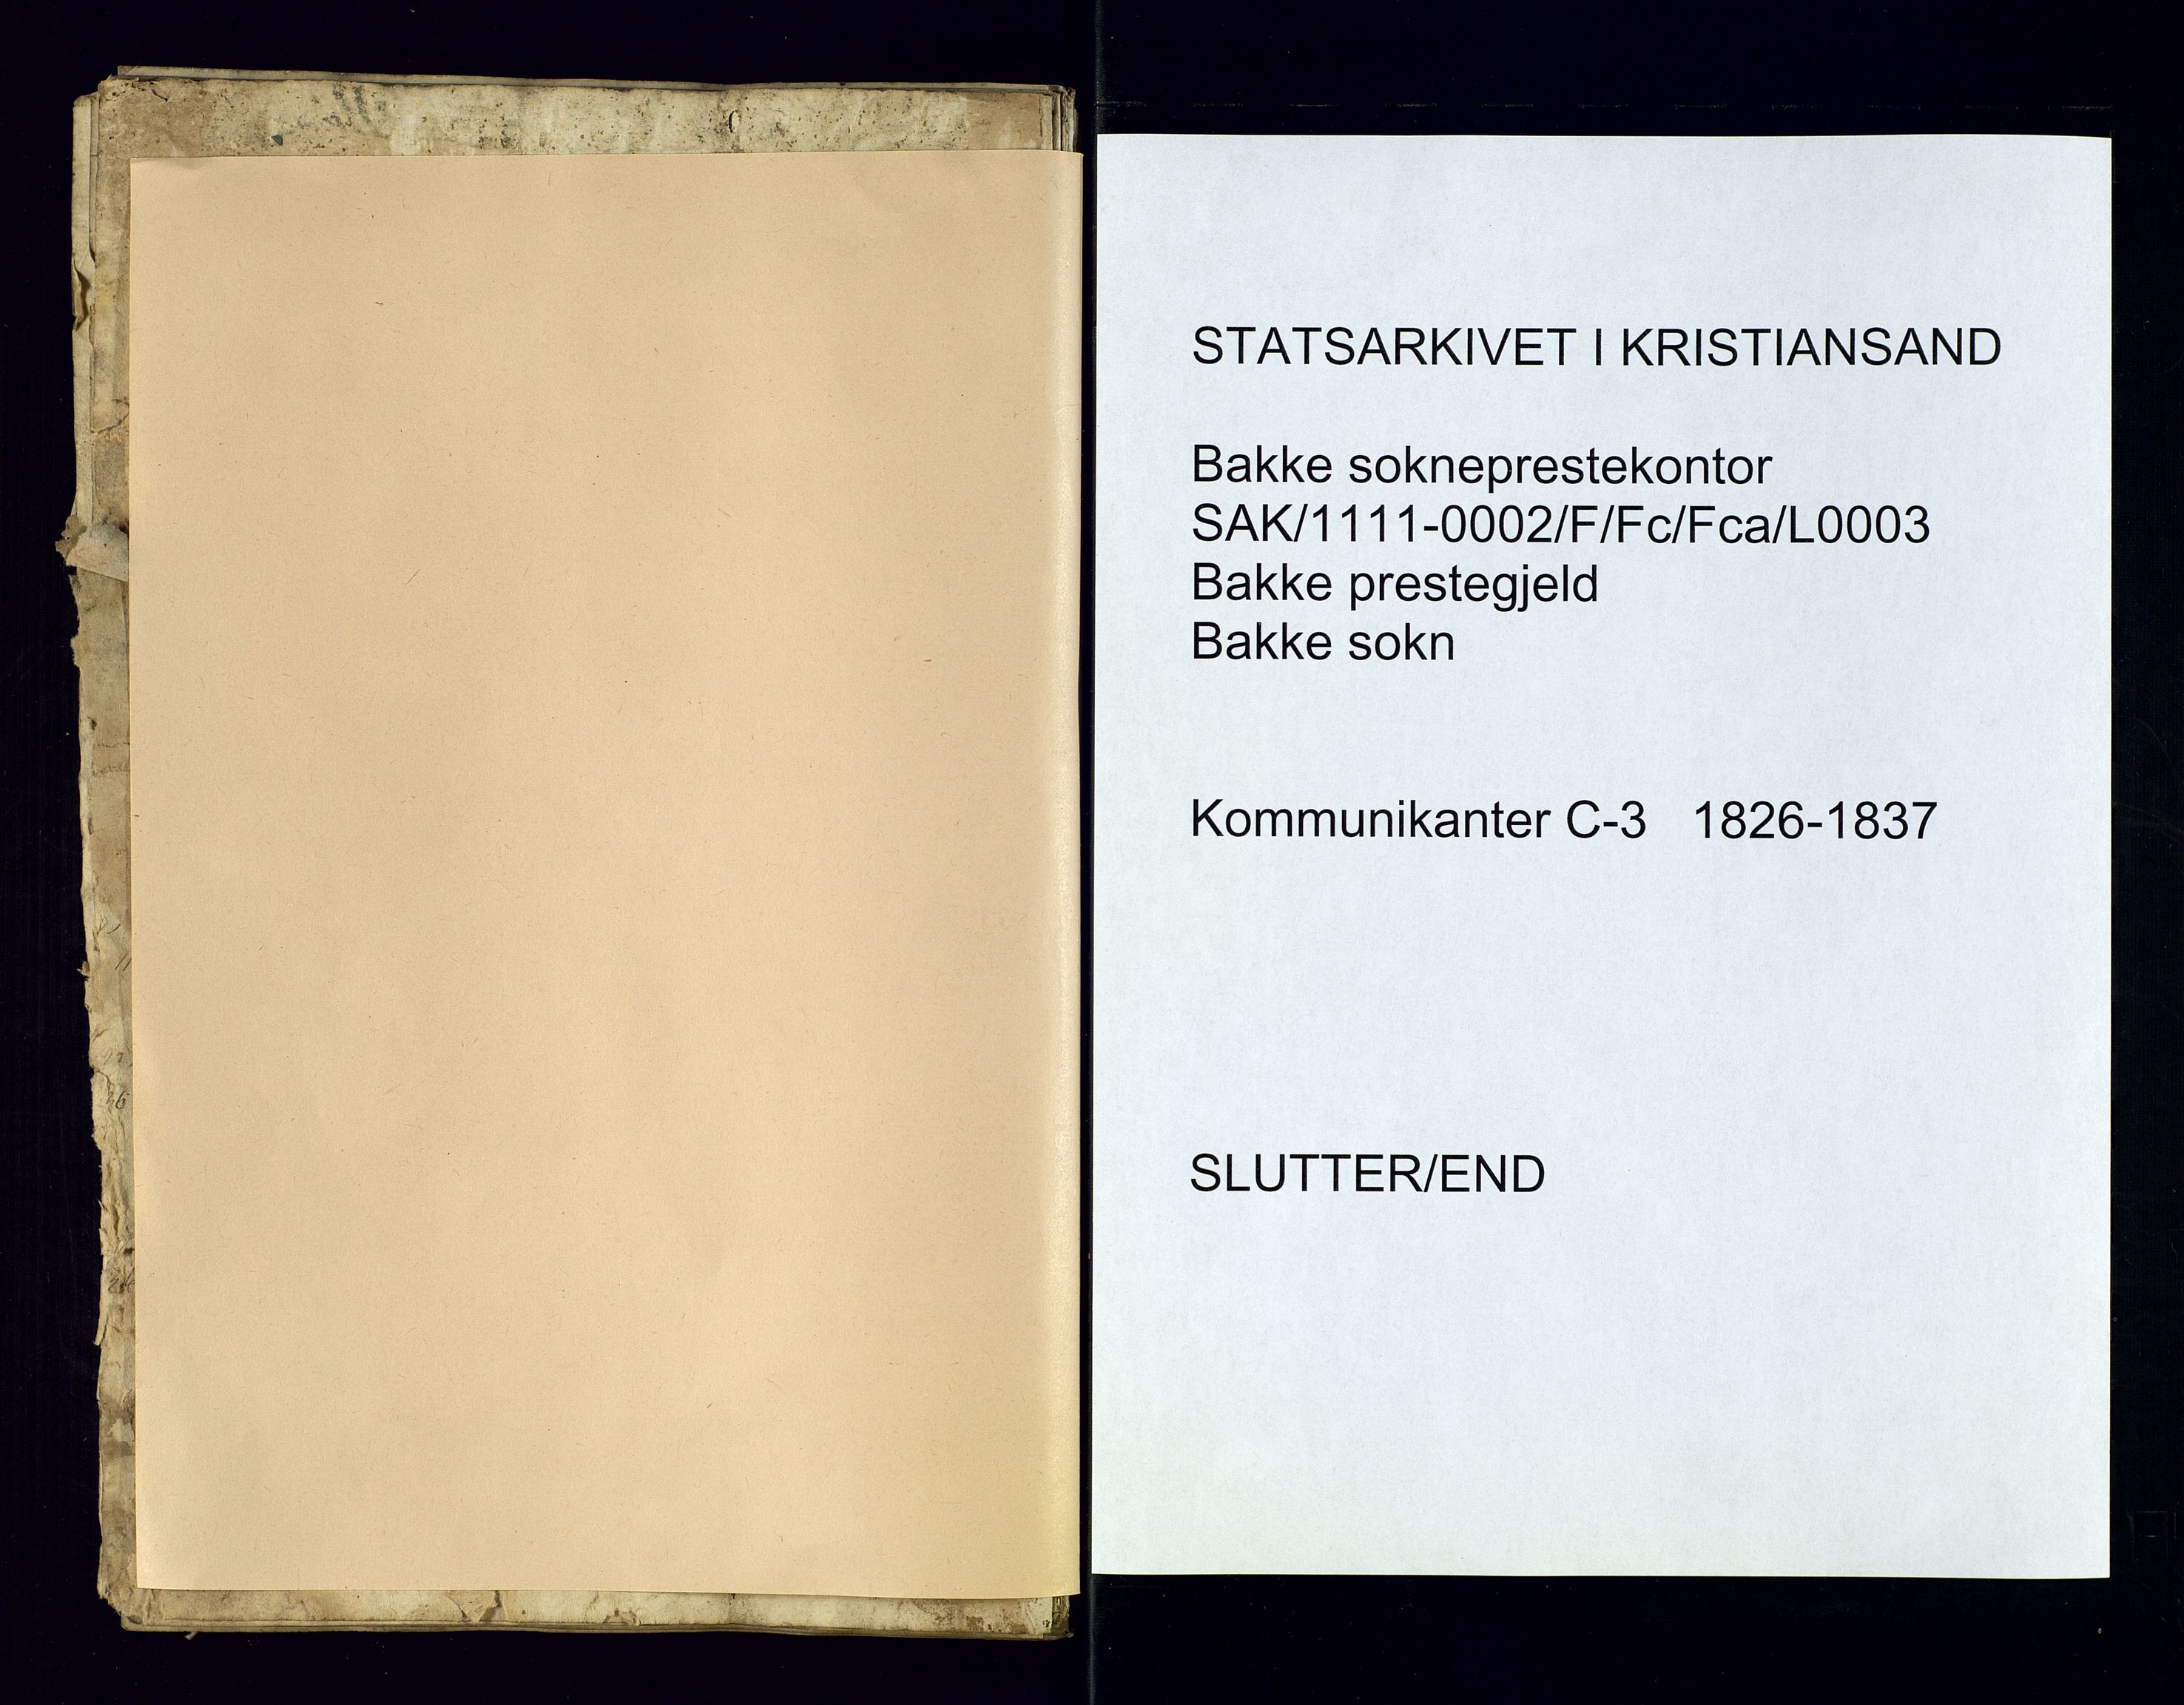 STATSARKIVET I KRISTIANSAND
Bakke sokneprestekontor
SAK/1111-0002/F/Fc/Fca/L0003
Bakke prestegjeld
Bakke sokn
Kommunikanter C-3 1826-1837
SLUTTER/END